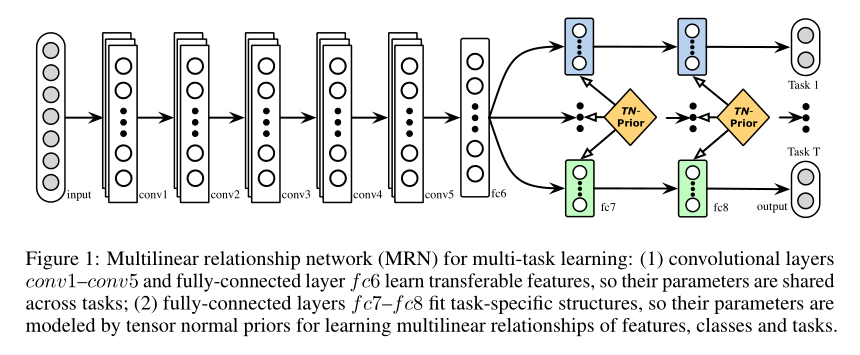 Task 1
TN-
Prior
TN-
Prior
Task T
input
conv1
conv2
conv3
conv4
conv5
fc6
fc7
fc8
output
Figure 1: Multilinear relationship network (MRN) for multi-task learning: (1) convolutional layers
conv1–conv5 and fully-connected layer fc6 learn transferable features, so their parameters are shared
across tasks; (2) fully-connected layers fc7–fc8 fit task-specific structures, so their parameters are
modeled by tensor normal priors for learning multilinear relationships of features, classes and tasks.